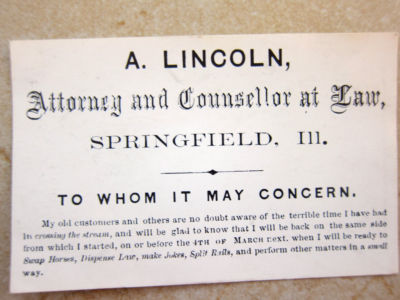 A. LINCOLN,
Attorney and Counsellor at Law,
SPRINGFIELD, Ill.
TO WHOM IT MAY CONCERN.
My old customers and others are no doubt aware of the terrible time I have had
in crossing the stream, and will be glad to know that I will be back on the same side
from which I started, on or before the 4TH OF MARCH next, when I will be ready to
Swap Horses, Dispense Law, make Jokes, Split Rails, and perform other matters in a small
way.